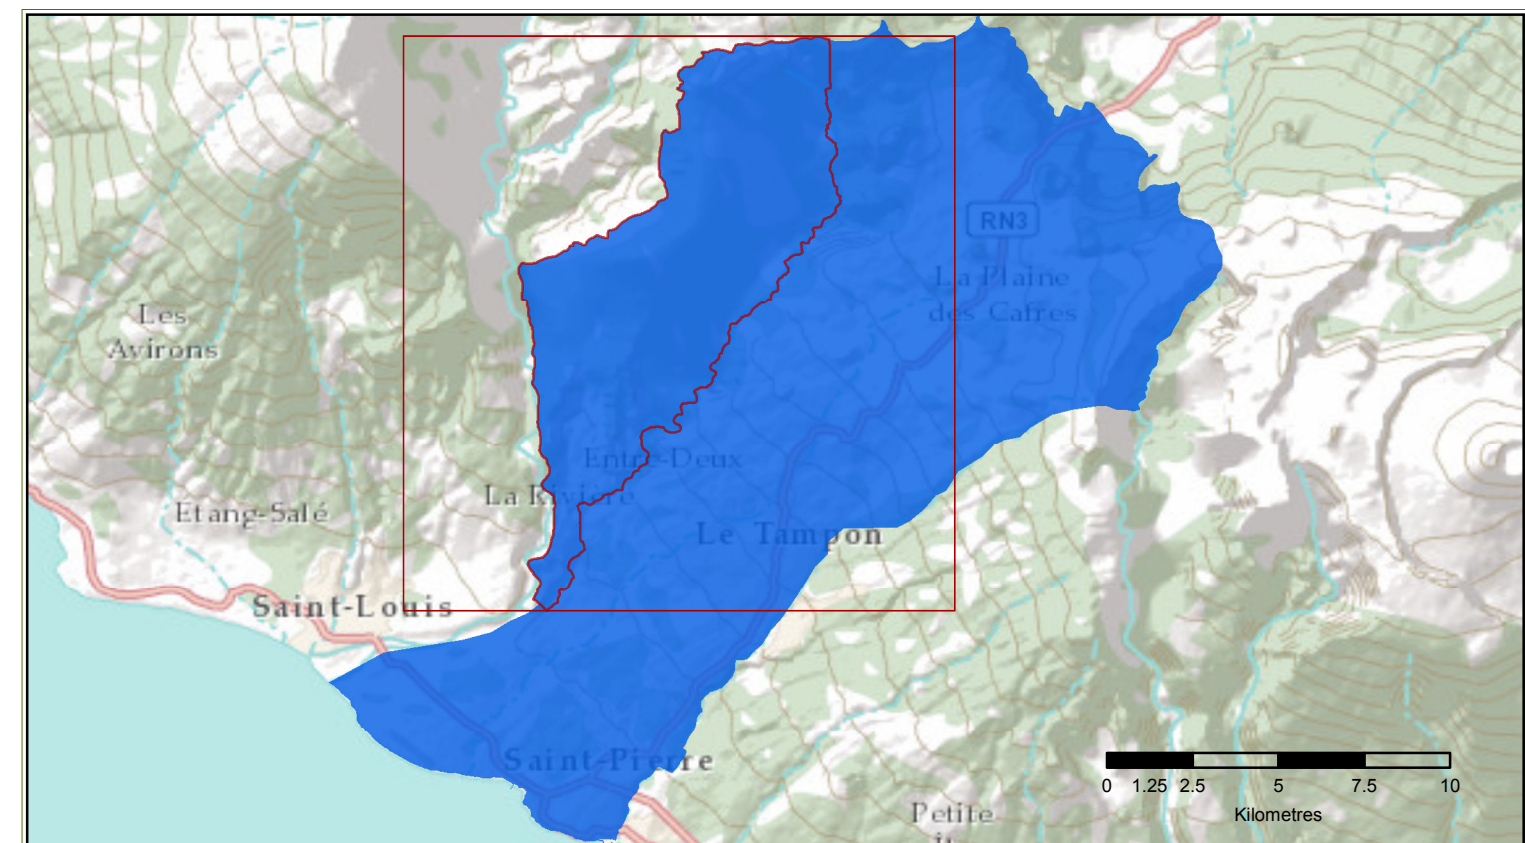 RN3
La Plaine
des Cafres
Les
Avirons
Entre-Deux
La Rivière
Etang-Salé
Le Tampon
Saint-Louis
Saint-Pierre
0 1.25 2.5 5 7.5 10
Kilometres
Petite